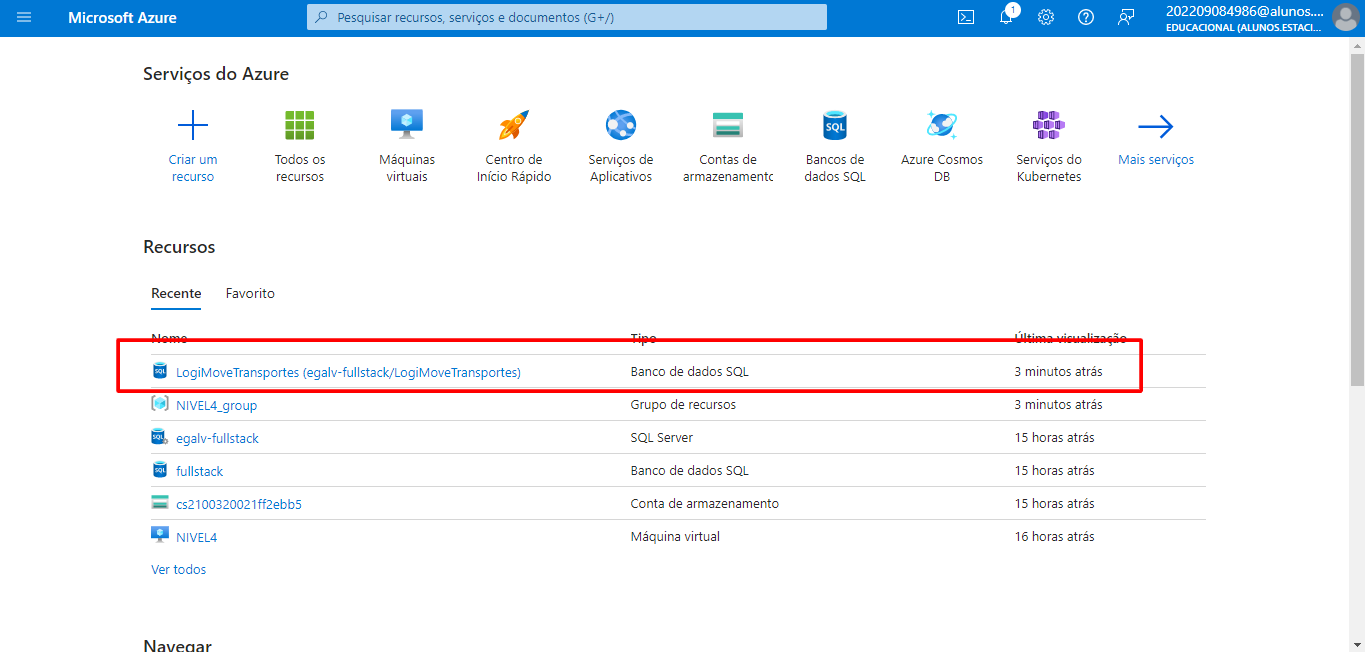 Microsoft Azure
Pesquisar recursos, serviços e documentos (G+/)
1
202209084986@alunos....
EDUCACIONAL (ALUNOS.ESTACI...
Serviços do Azure
Criar um
recurso
Todos os
recursos
Máquinas
virtuais
Centro de
Início Rápido
Serviços de
Aplicativos
Contas de
armazenamento
Bancos de
dados SQL
Azure Cosmos
DB
Serviços do
Kubernetes
Mais serviços
SQL
Recursos
Recente Favorito
Nome Tipo Última visualização
LogiMoveTransportes (egalv-fullstack/LogiMoveTransportes) Banco de dados SQL 3 minutos atrás
NIVEL4_group Grupo de recursos 3 minutos atrás
egalv-fullstack SQL Server 15 horas atrás
fullstack Banco de dados SQL 15 horas atrás
cs2100320021ff2ebb5 Conta de armazenamento 15 horas atrás
NIVEL4 Máquina virtual 16 horas atrás
Ver todos
Navegar